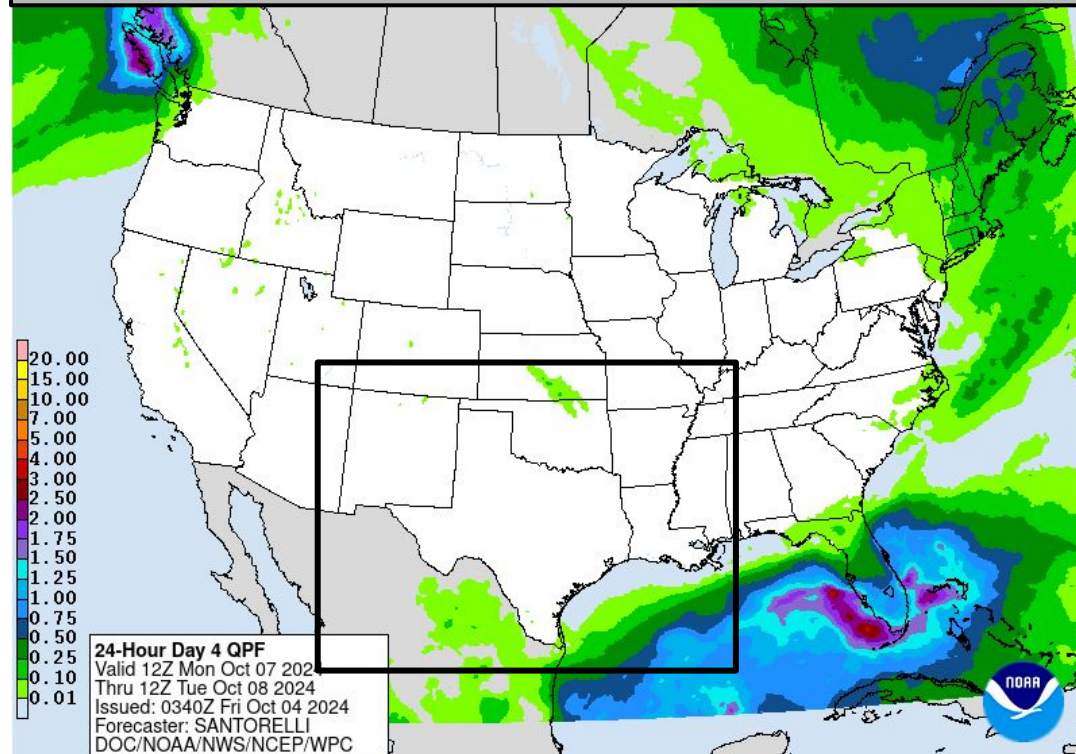 20.00
15.00
10.00
7.00
5.00
4.00
3.00
2.50
2.00
1.75
1.50
1.25
1.00
0.75
0.50
0.25
0.10
0.01
24-Hour Day 4 QPF
Valid 12Z Mon Oct 07 2024
Thru 12Z Tue Oct 08 2024
Issued: 0340Z Fri Oct 04 2024
Forecaster: SANTORELLI
DOC/NOAA/NWS/NCEP/WPC
NOAA